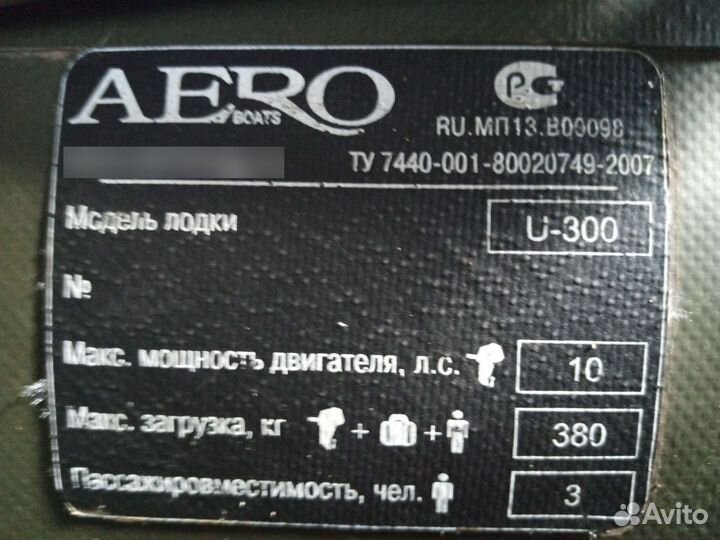 AERO
BOATS
PG
RU.МП13.В00098
ТУ 7440-001-80020749-2007
Модель лодки U-300
№
Макс. мощность двигателя, л.с. 10
Макс. загрузка, кг + + 380
Пассажировместимость, чел. 3
Avito